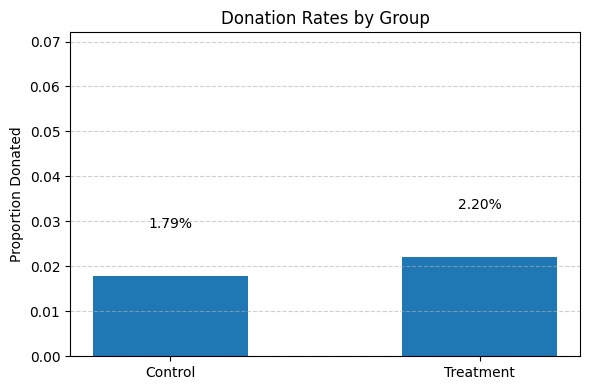 Donation Rates by Group
Proportion Donated
0.07
0.06
0.05
0.04
0.03
0.02
0.01
0.00
1.79%
2.20%
Control
Treatment